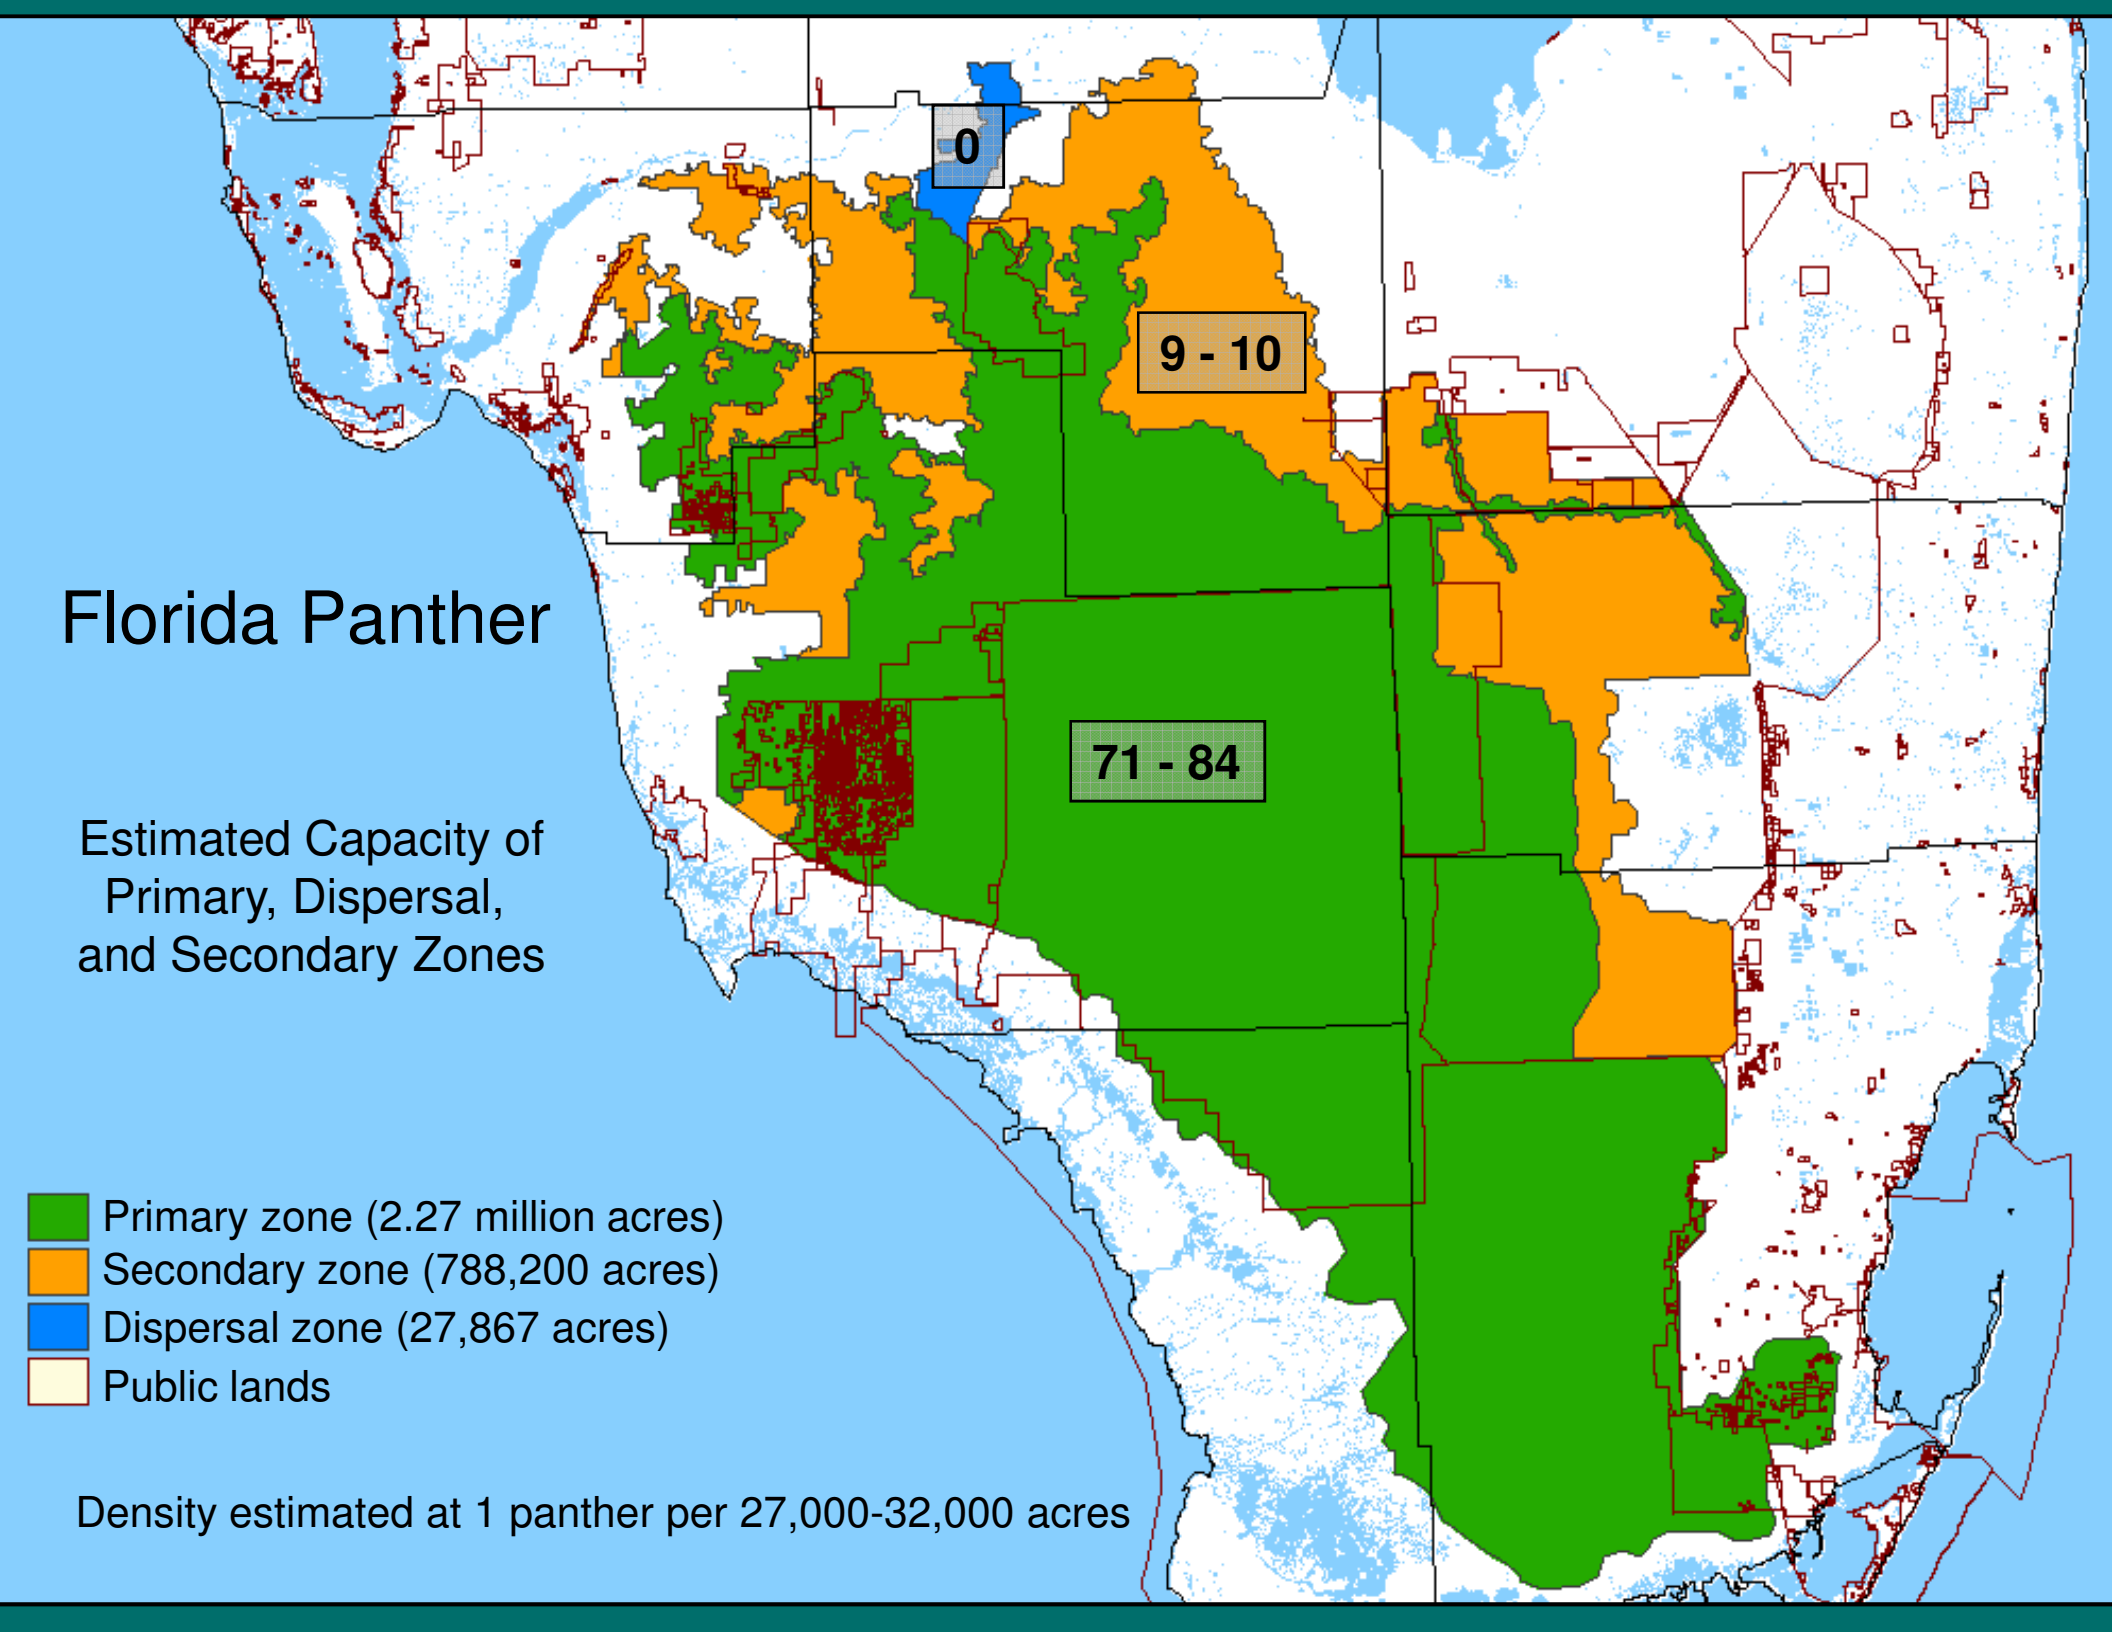 0
9 - 10
Florida Panther
71 - 84
Estimated Capacity of
Primary, Dispersal,
and Secondary Zones
Primary zone (2.27 million acres)
Secondary zone (788,200 acres)
Dispersal zone (27,867 acres)
Public lands
Density estimated at 1 panther per 27,000-32,000 acres